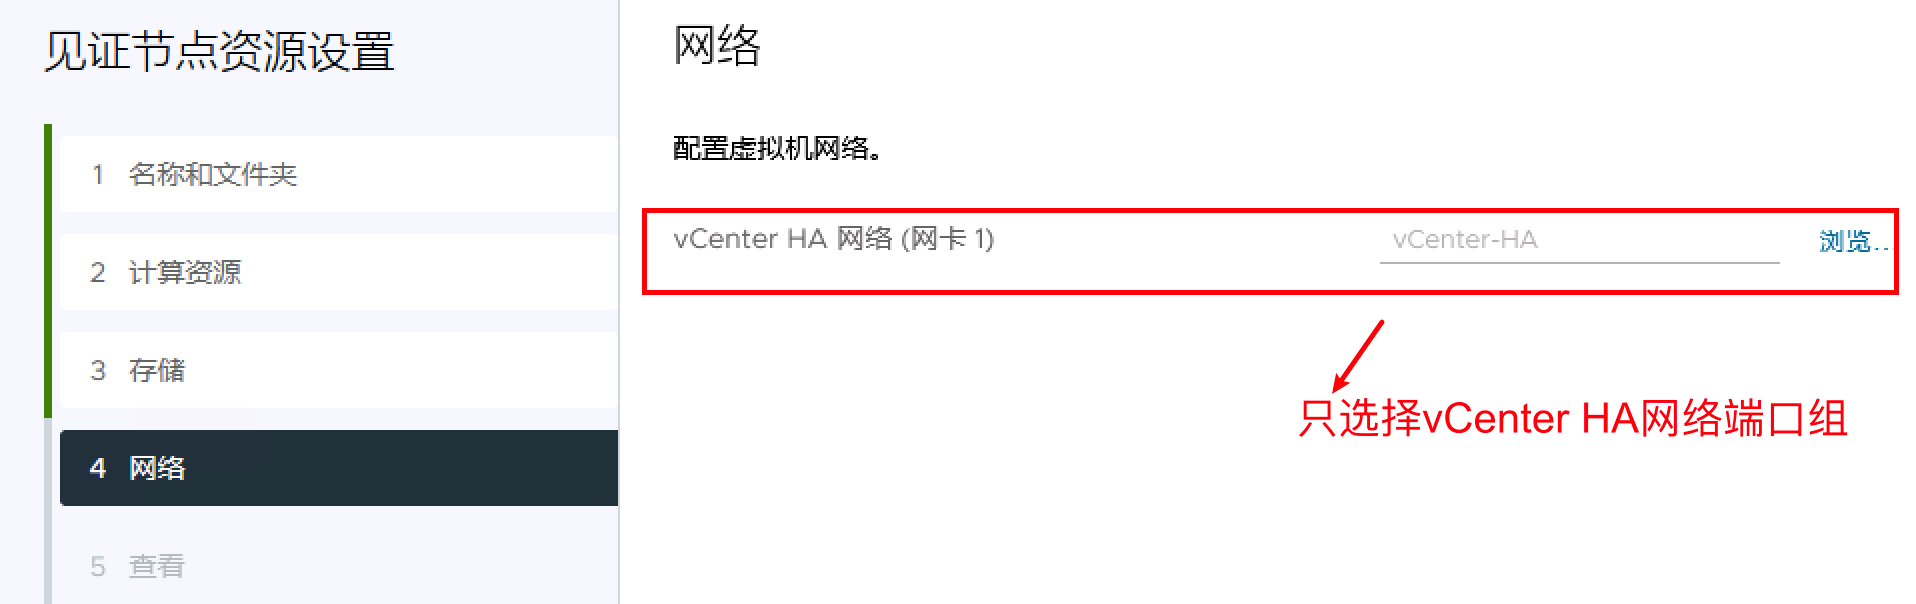 见证节点资源设置
1 名称和文件夹
2 计算资源
3 存储
4 网络
5 查看
网络
配置虚拟机网络。
vCenter HA 网络 (网卡 1) vCenter-HA 浏览...
只选择vCenter HA网络端口组